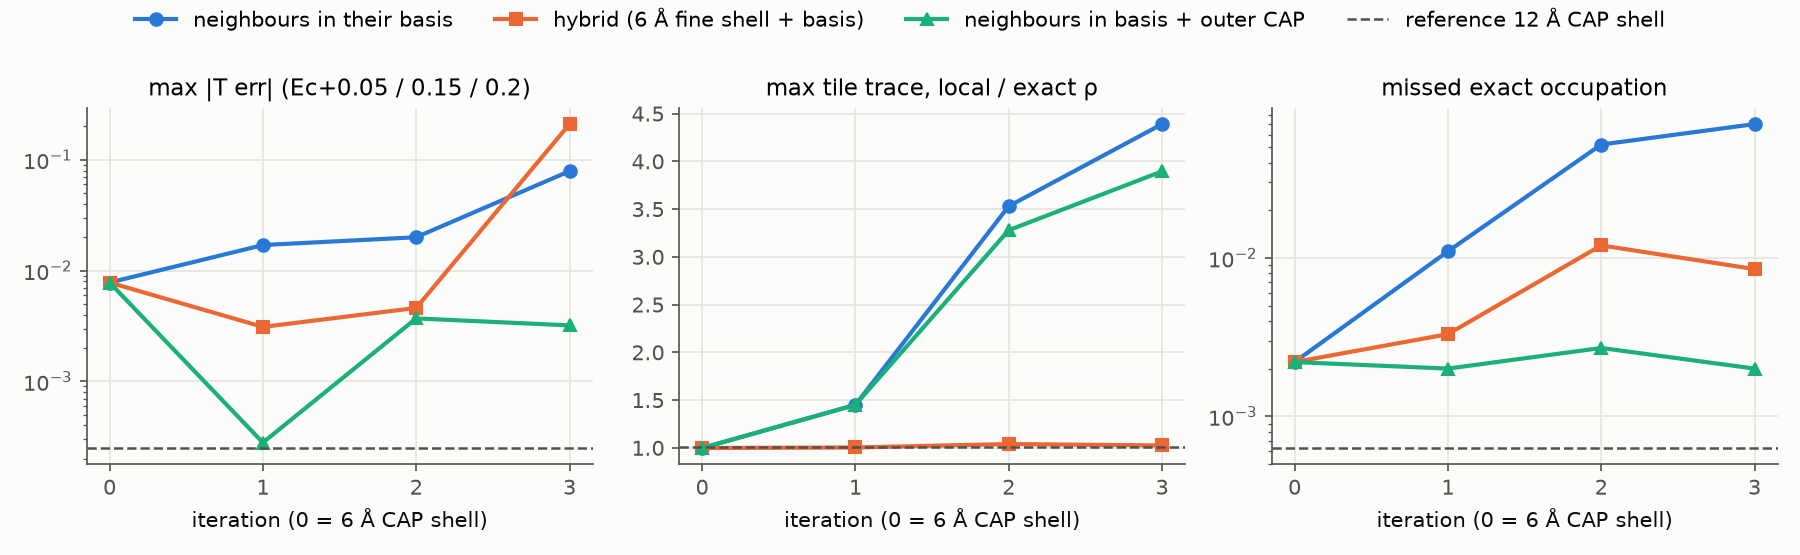 neighbours in their basis hybrid (6 Å fine shell + basis) neighbours in basis + outer CAP reference 12 Å CAP shell
max |T err| (Ec+0.05 / 0.15 / 0.2)
10⁻¹
10⁻²
10⁻³
0 1 2 3
iteration (0 = 6 Å CAP shell)
max tile trace, local / exact ρ
4.5
4.0
3.5
3.0
2.5
2.0
1.5
1.0
0 1 2 3
iteration (0 = 6 Å CAP shell)
missed exact occupation
10⁻²
10⁻³
0 1 2 3
iteration (0 = 6 Å CAP shell)